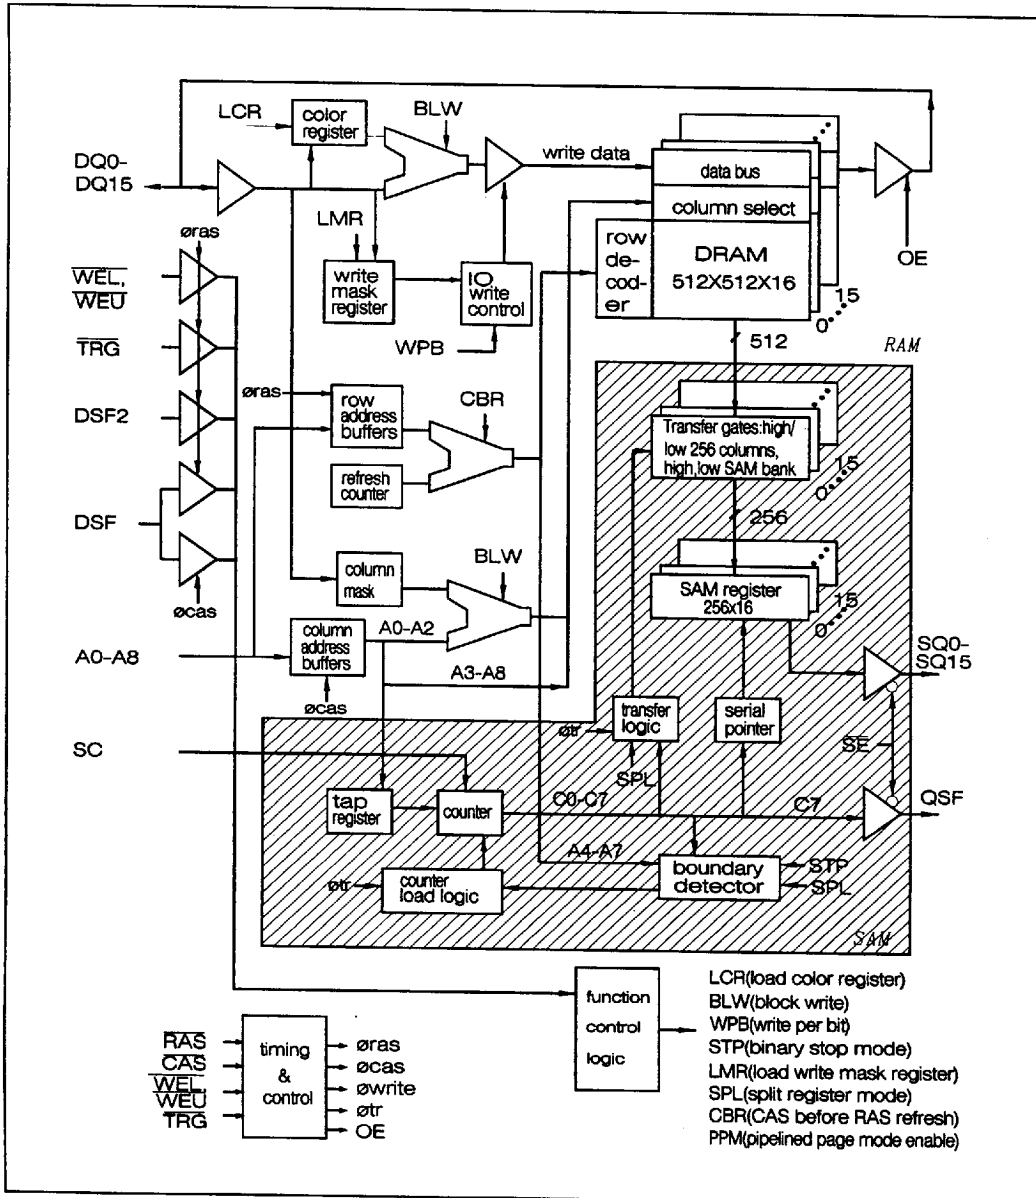 LCR
color
register
BLW
DQ0-
DQ15
write data
data bus
column select
row
de-
cod-
er
DRAM
512X512X16
OE
øras
LMR
WEL,
WEU
write
mask
register
IO
write
control
15
0
512
RAM
TRG
WPB
øras
row
address
buffers
CBR
DSF2
Transfer gates:high/
low 256 columns,
high,low SAM bank
15
0
refresh
counter
256
DSF
column
mask
BLW
SAM register
256x16
15
0
øcas
column
address
buffers
A0-A2
SQ0-
SQ15
A0-A8
A3-A8
øcas
transfer
logic
serial
pointer
øtr
SE
SC
SPL
tap
register
counter
C0-C7
C7
QSF
A4-A7
boundary
detector
STP
SPL
øtr
counter
load logic
SAM
function
control
logic
LCR(load color register)
BLW(block write)
WPB(write per bit)
STP(binary stop mode)
LMR(load write mask register)
SPL(split register mode)
CBR(CAS before RAS refresh)
PPM(pipelined page mode enable)
RAS
CAS
WEL,
WEU
TRG
timing
&
control
øras
øcas
øwrite
øtr
OE